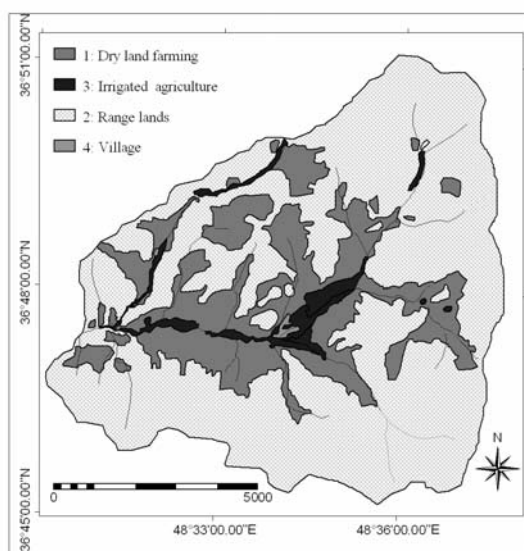 36°51'00.00"N
1: Dry land farming
3: Irrigated agriculture
2: Range lands
4: Village
36°48'00.00"N
N
0 5000
36°45'00.00"N
48°33'00.00"E 48°36'00.00"E